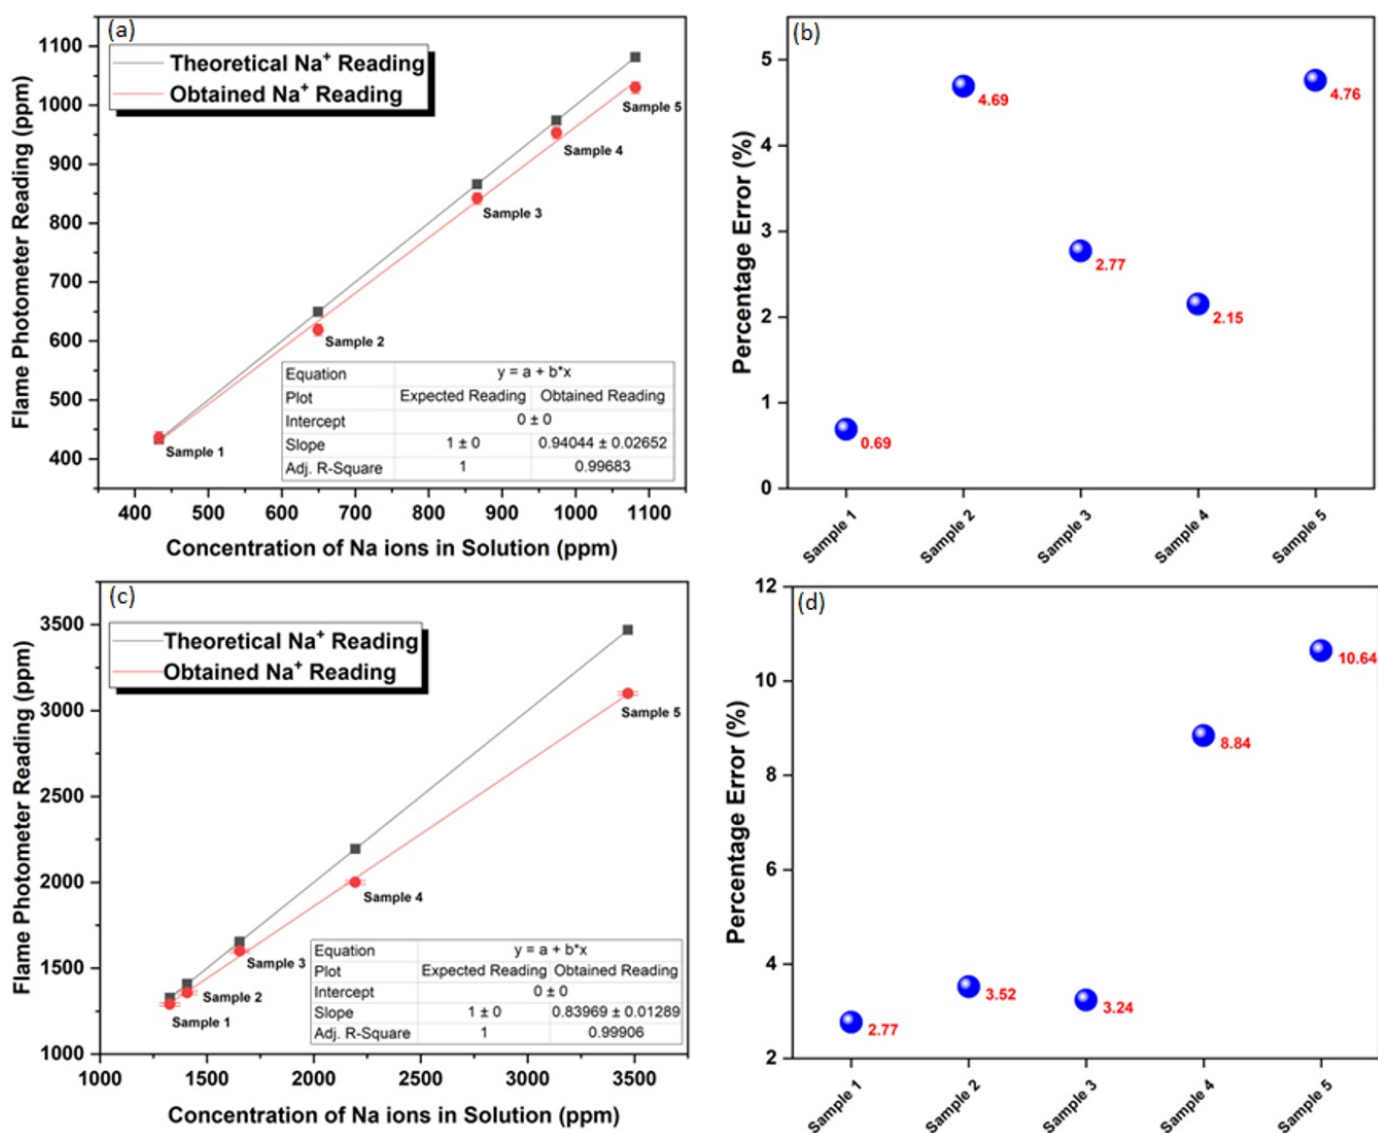 (a)
Theoretical Na+ Reading
Obtained Na+ Reading
1100
1000
900
800
700
600
500
400
Flame Photometer Reading (ppm)
Sample 5
Sample 4
Sample 3
Sample 2
Sample 1
Equation y = a + b*x
Plot Expected Reading Obtained Reading
Intercept 0 ± 0
Slope 1 ± 0 0.94044 ± 0.02652
Adj. R-Square 1 0.99683
400 500 600 700 800 900 1000 1100
Concentration of Na ions in Solution (ppm)
(b)
5
4
3
2
1
0
Percentage Error (%)
4.69
4.76
2.77
2.15
0.69
Sample 1 Sample 2 Sample 3 Sample 4 Sample 5
(c)
Theoretical Na+ Reading
Obtained Na+ Reading
3500
3000
2500
2000
1500
1000
Flame Photometer Reading (ppm)
Sample 5
Sample 4
Sample 3
Sample 2
Sample 1
Equation y = a + b*x
Plot Expected Reading Obtained Reading
Intercept 0 ± 0
Slope 1 ± 0 0.83969 ± 0.01289
Adj. R-Square 1 0.99906
1000 1500 2000 2500 3000 3500
Concentration of Na ions in Solution (ppm)
(d)
12
10
8
6
4
2
Percentage Error (%)
10.64
8.84
3.52
3.24
2.77
Sample 1 Sample 2 Sample 3 Sample 4 Sample 5